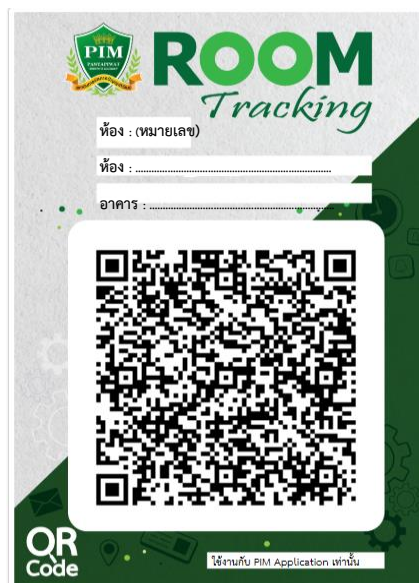 PIM
PANYAPIWAT
ROOM
Tracking
ห้อง : (หมายเลข)
ห้อง : ......................................................................
อาคาร : ..................................................................
QR
Code
ใช้งานกับ PIM Application เท่านั้น